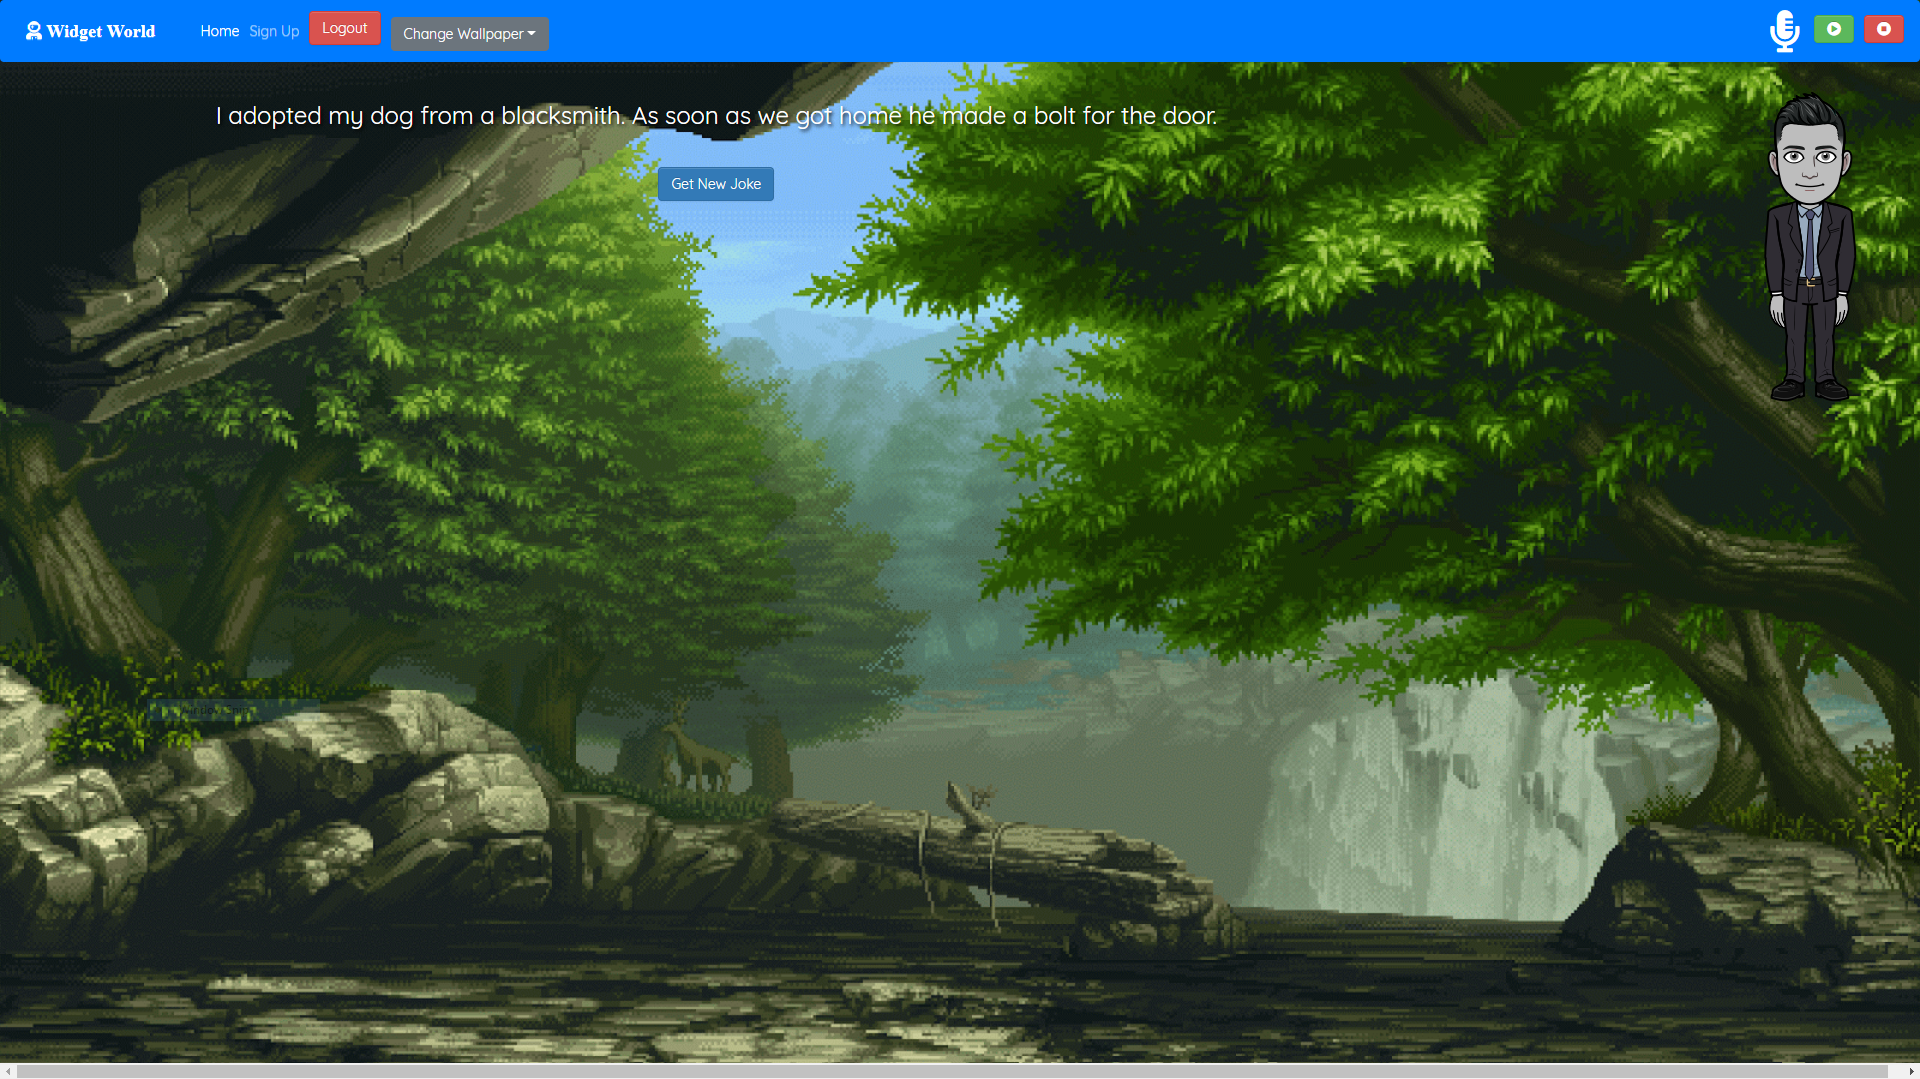 Widget World
Home
Sign Up
Logout
Change Wallpaper
I adopted my dog from a blacksmith. As soon as we got home he made a bolt for the door.
Get New Joke